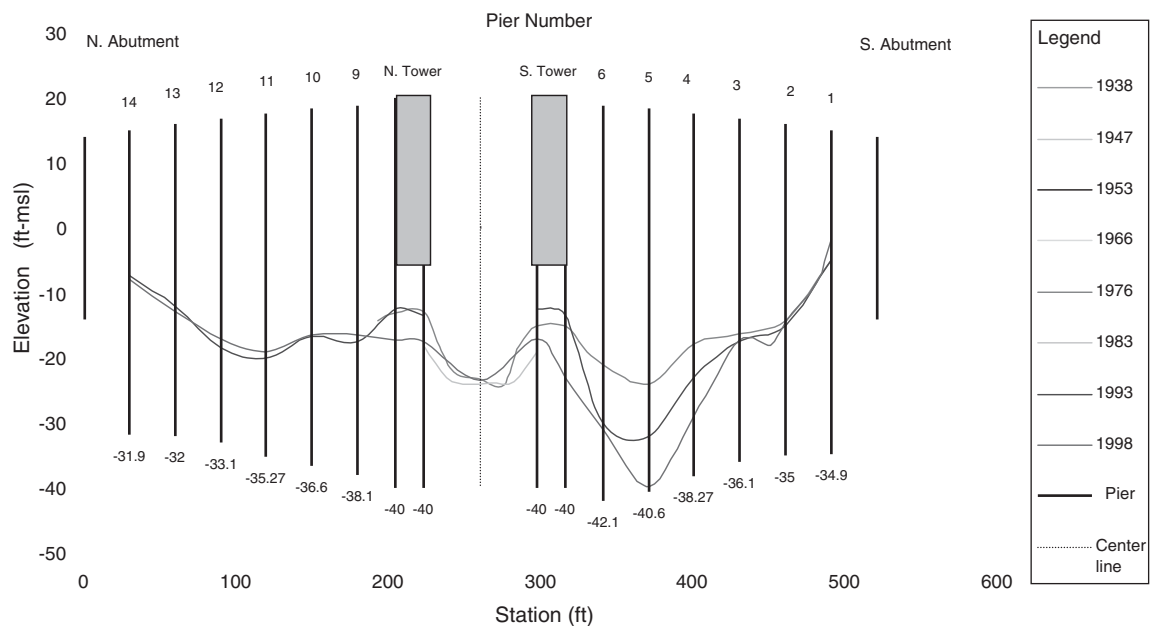 Pier Number
N. Abutment
S. Abutment
14 13 12 11 10 9 N. Tower S. Tower 6 5 4 3 2 1
Elevation (ft-msl)
30
20
10
0
-10
-20
-30
-40
-50
-31.9 -32 -33.1 -35.27 -36.6 -38.1 -40 -40 -40 -40 -42.1 -40.6 -38.27 -36.1 -35 -34.9
0 100 200 300 400 500 600
Station (ft)
Legend
1938
1947
1953
1966
1976
1983
1993
1998
Pier
Center
line